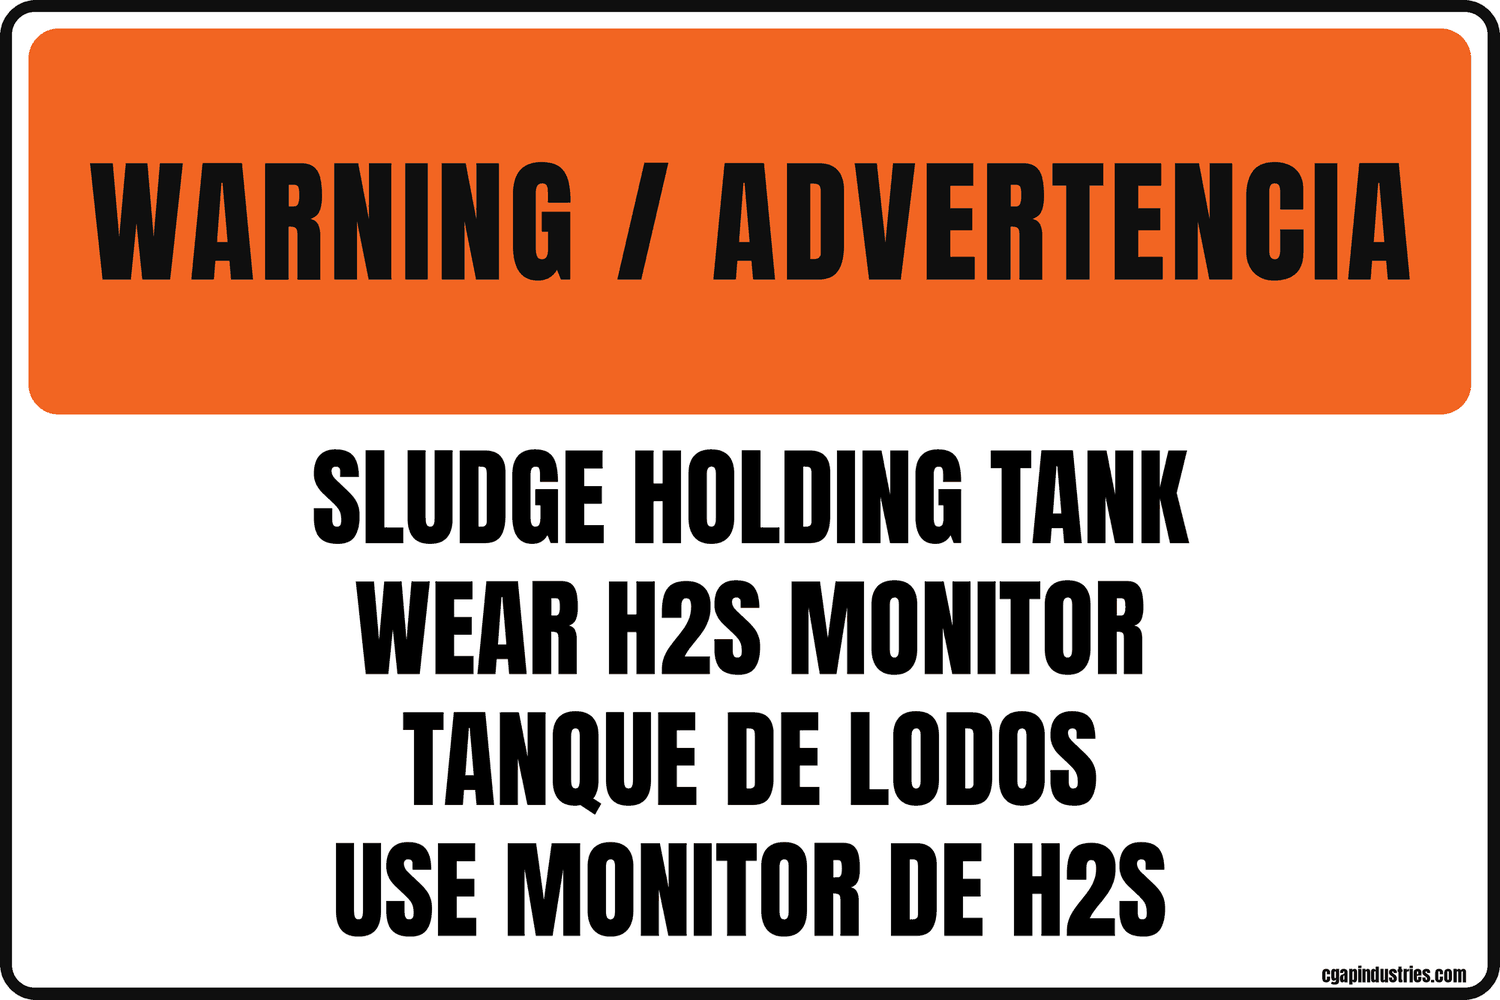 WARNING / ADVERTENCIA
SLUDGE HOLDING TANK
WEAR H2S MONITOR
TANQUE DE LODOS
USE MONITOR DE H2S
cgapindustries.com